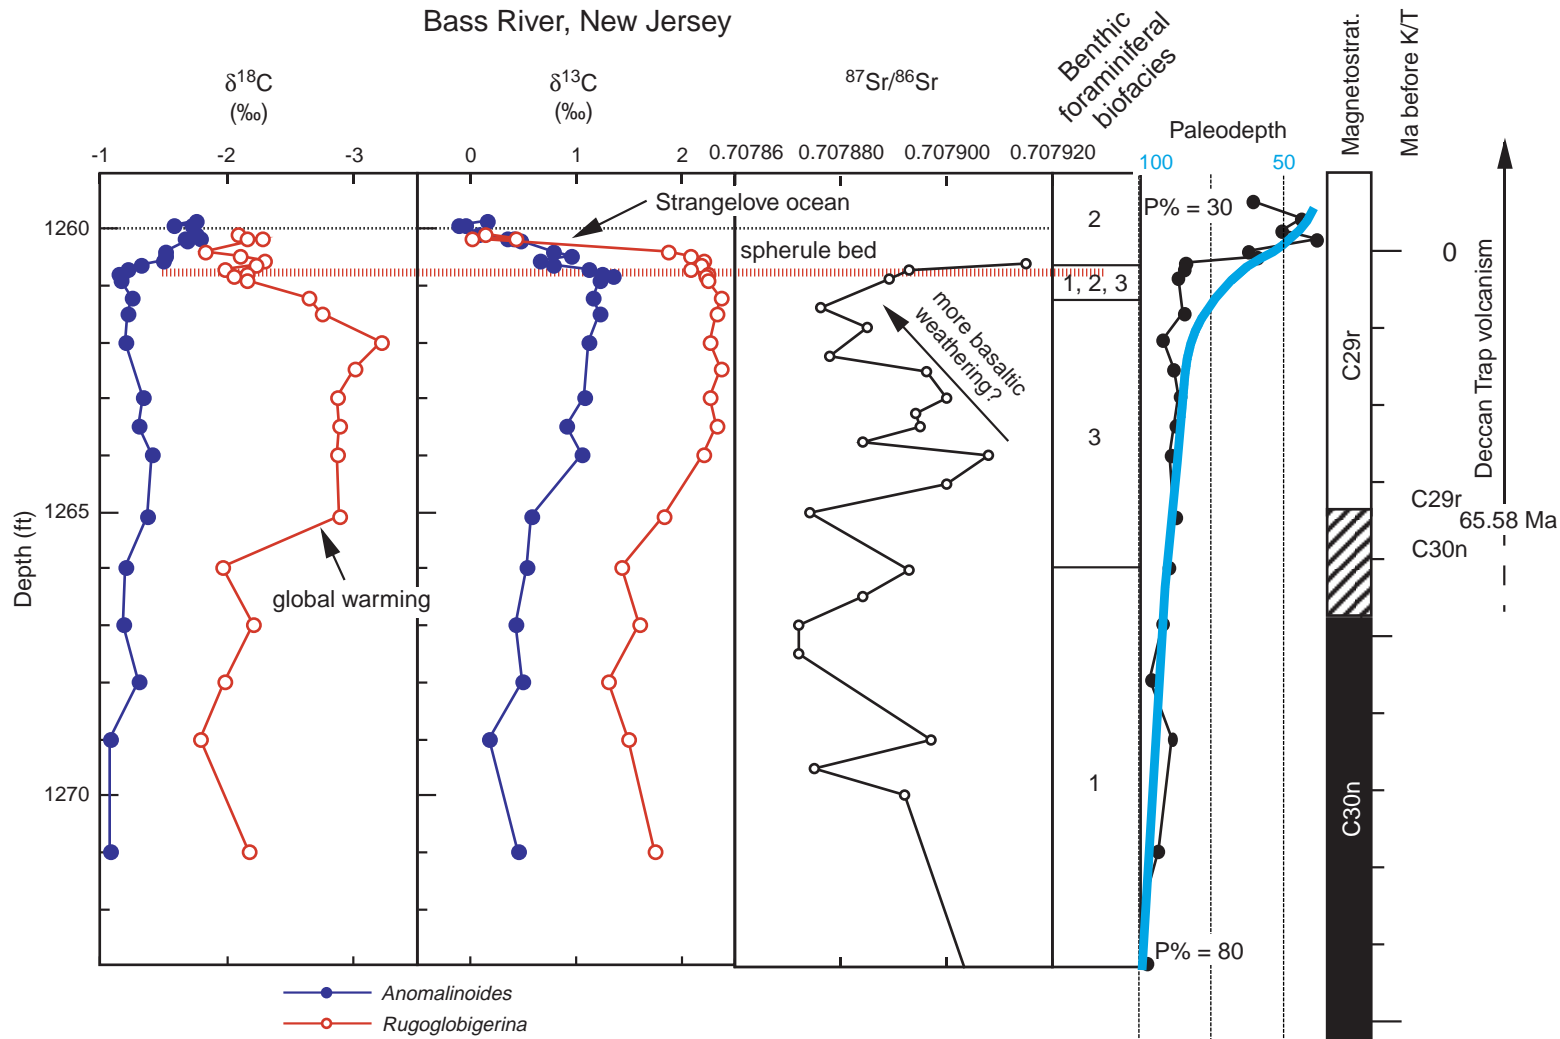 Bass River, New Jersey
δ18C
(‰)
δ13C
(‰)
87Sr/86Sr
Benthic
foraminiferal
biofacies
Paleodepth
Magnetostrat.
Ma before K/T
-1
-2
-3
0
1
2
0.70786
0.707880
0.707900
0.707920
100
50
1260
1265
1270
Depth (ft)
Strangelove ocean
spherule bed
global warming
more basaltic
weathering?
2
1, 2, 3
3
1
P% = 30
P% = 80
C29r
C30n
0
C29r
65.58 Ma
C30n
Deccan Trap volcanism
Anomalinoides
Rugoglobigerina